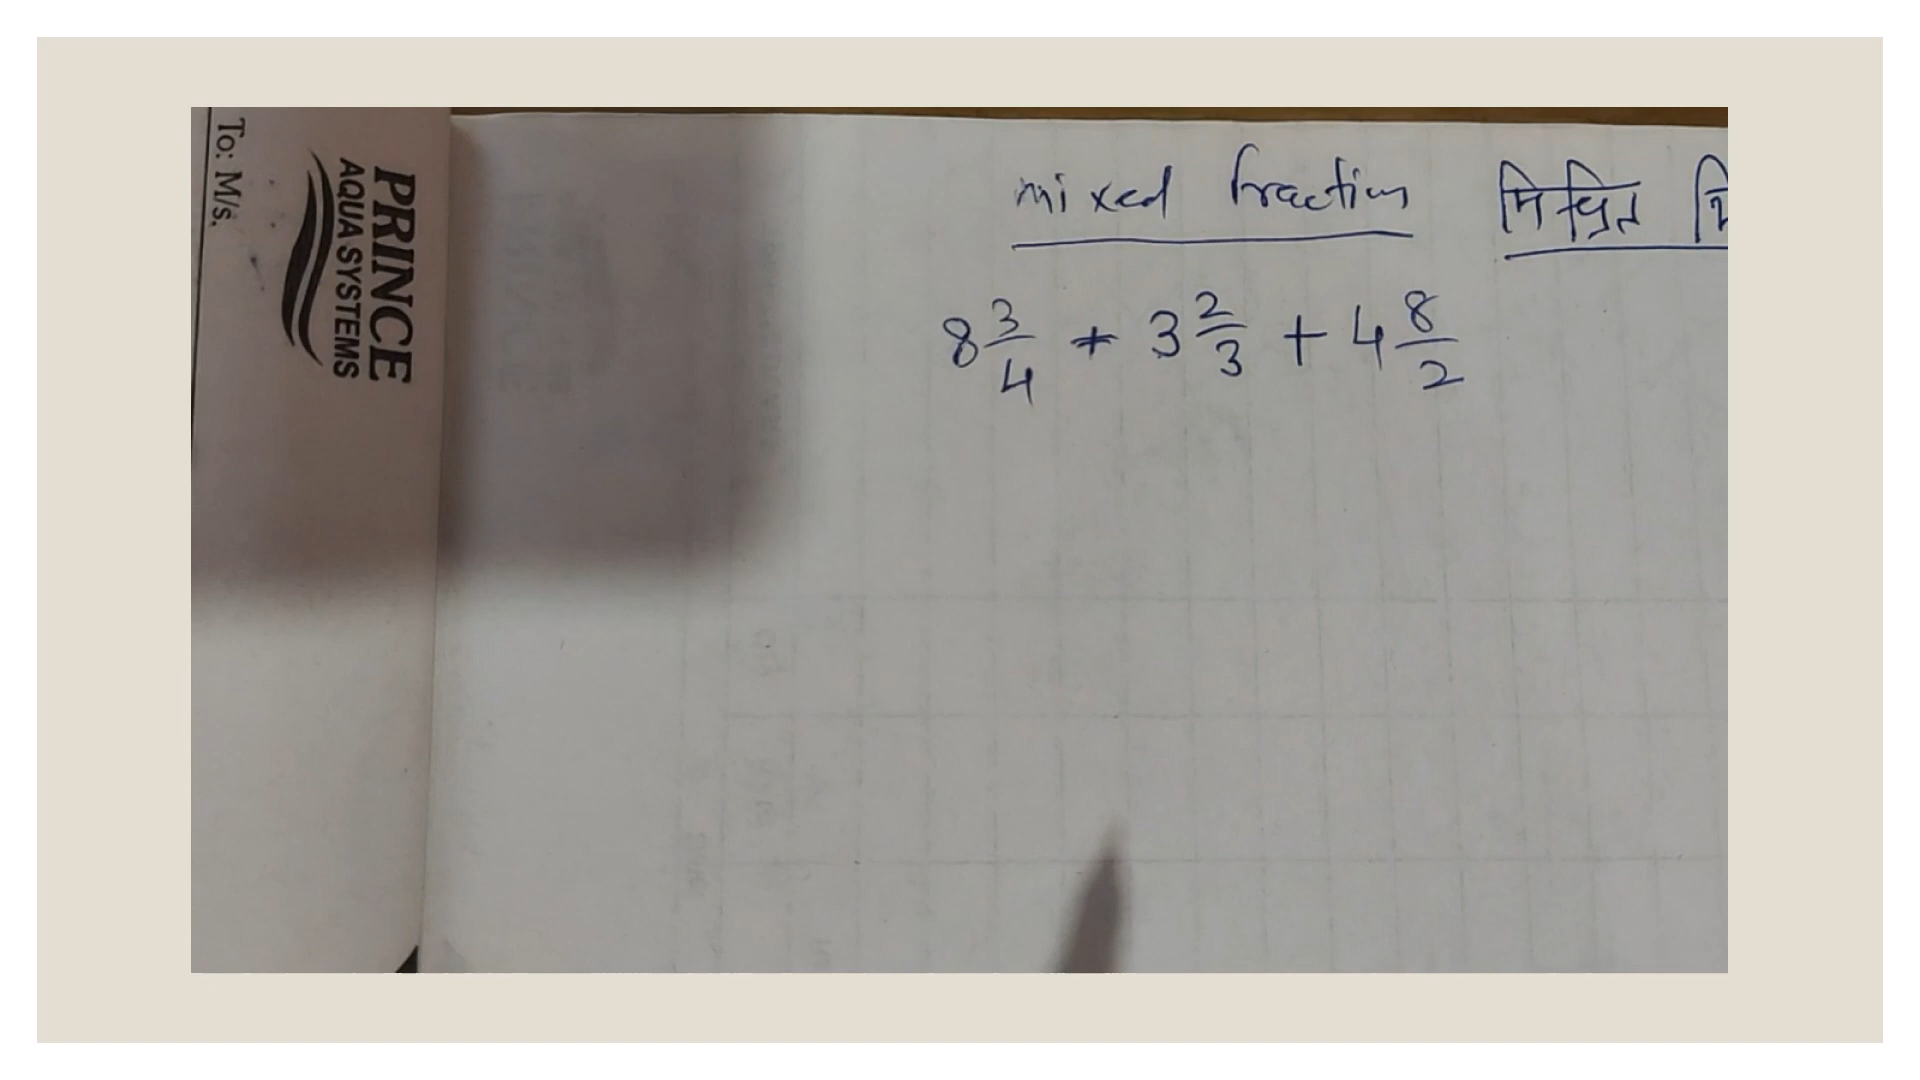 To: M/s.
PRINCE
AQUA SYSTEMS
mixed fraction मिश्रित
8 3/4 + 3 2/3 + 4 8/2